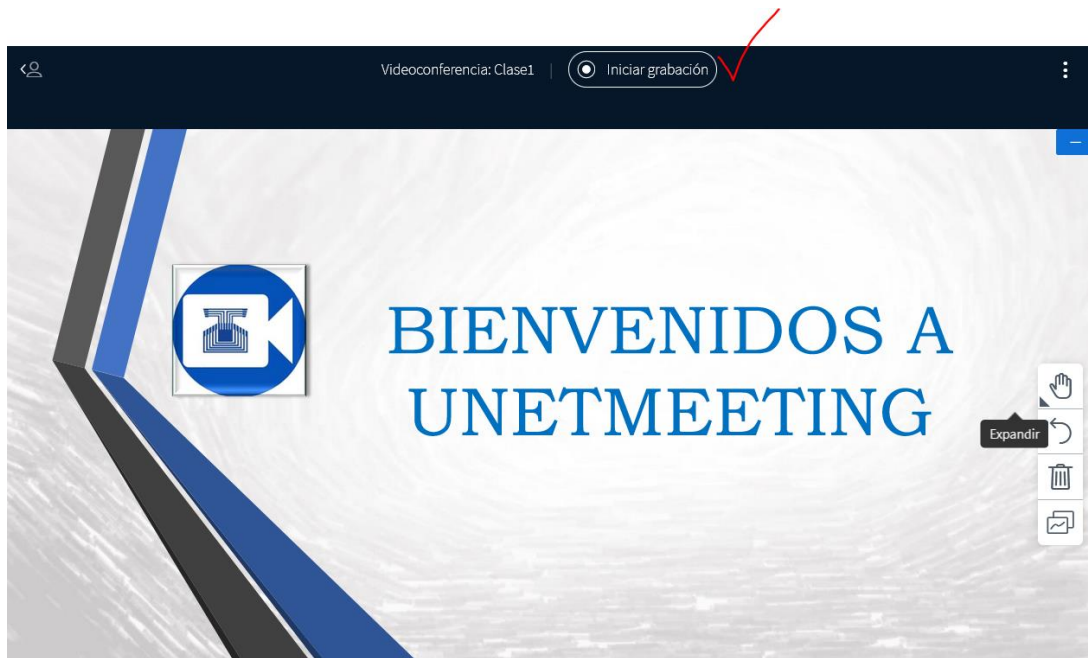 Videoconferencia: Clase1 | Iniciar grabación
BIENVENIDOS A
UNETMEETING
Expandir